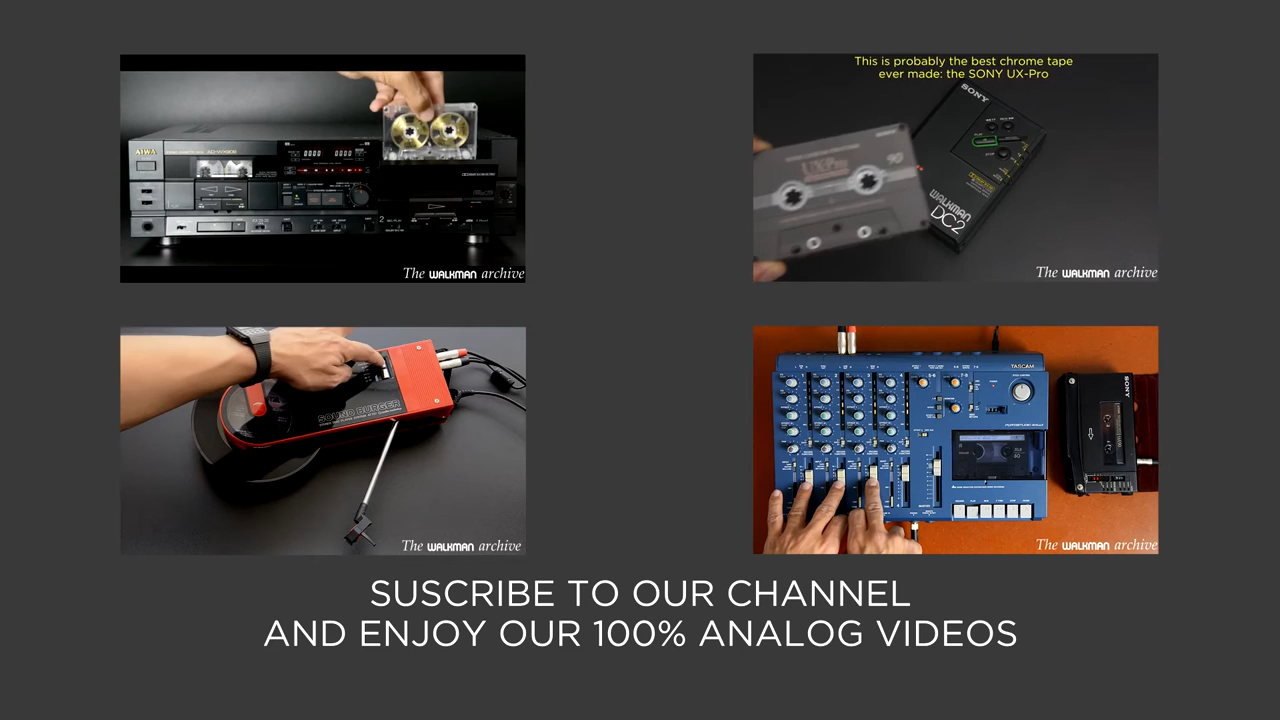 AIWA
The WALKMAN archive
This is probably the best chrome tape
ever made: the SONY UX-Pro
SONY
UX-Pro
90
WALKMAN
DC2
The WALKMAN archive
SOUND BURGER
The WALKMAN archive
TASCAM
SONY
The WALKMAN archive
SUSCRIBE TO OUR CHANNEL
AND ENJOY OUR 100% ANALOG VIDEOS